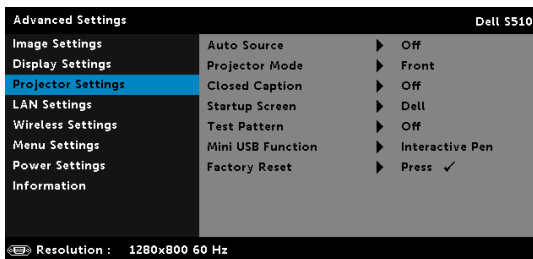 Advanced Settings Dell S510
Image Settings
Display Settings
Projector Settings
LAN Settings
Wireless Settings
Menu Settings
Power Settings
Information
Auto Source Off
Projector Mode Front
Closed Caption Off
Startup Screen Dell
Test Pattern Off
Mini USB Function Interactive Pen
Factory Reset Press ✓
Resolution : 1280x800 60 Hz